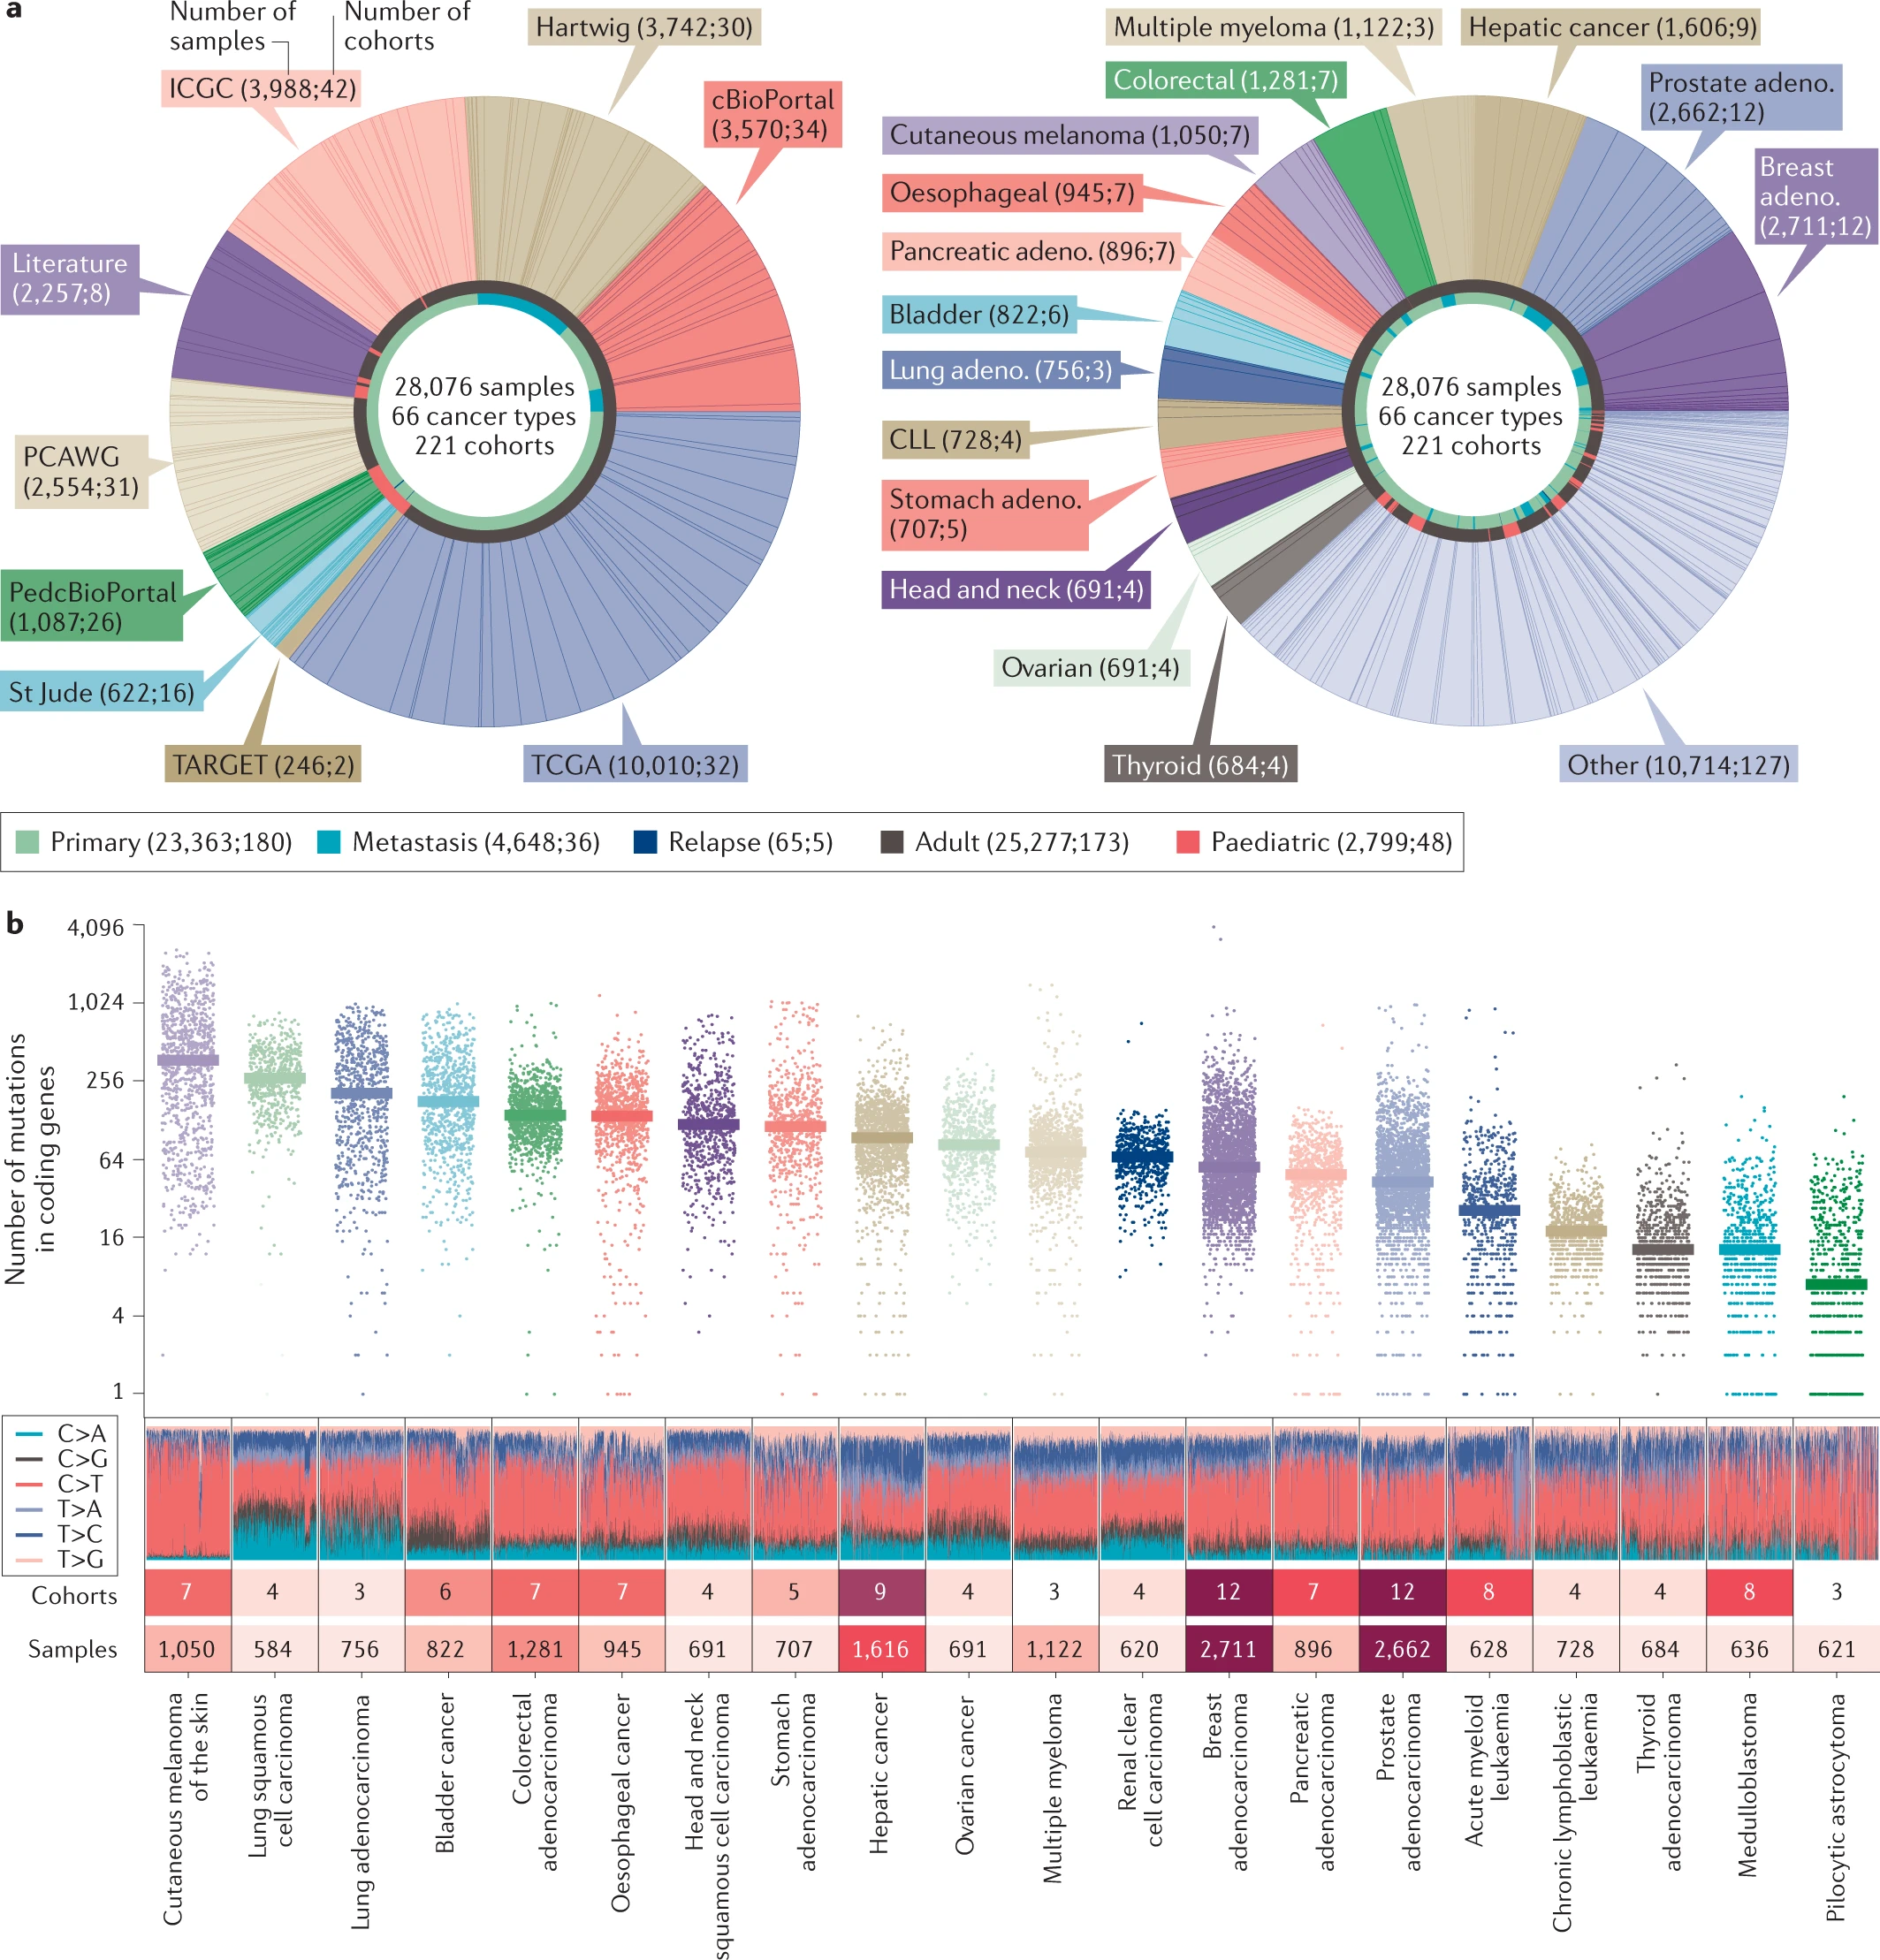 a
Number of
samples
Number of
cohorts
ICGC (3,988;42)
Hartwig (3,742;30)
cBioPortal
(3,570;34)
Literature
(2,257;8)
28,076 samples
66 cancer types
221 cohorts
PCAWG
(2,554;31)
PedcBioPortal
(1,087;26)
St Jude (622;16)
TARGET (246;2)
TCGA (10,010;32)
Multiple myeloma (1,122;3)
Hepatic cancer (1,606;9)
Colorectal (1,281;7)
Prostate adeno.
(2,662;12)
Cutaneous melanoma (1,050;7)
Breast
adeno.
(2,711;12)
Oesophageal (945;7)
Pancreatic adeno. (896;7)
Bladder (822;6)
Lung adeno. (756;3)
28,076 samples
66 cancer types
221 cohorts
CLL (728;4)
Stomach adeno.
(707;5)
Head and neck (691;4)
Ovarian (691;4)
Thyroid (684;4)
Other (10,714;127)
Primary (23,363;180)
Metastasis (4,648;36)
Relapse (65;5)
Adult (25,277;173)
Paediatric (2,799;48)
b
Number of mutations
in coding genes
4,096
1,024
256
64
16
4
1
C>A
C>G
C>T
T>A
T>C
T>G
Cohorts
7 4 3 6 7 7 4 5 9 4 3 4 12 7 12 8 4 4 8 3
Samples
1,050 584 756 822 1,281 945 691 707 1,616 691 1,122 620 2,711 896 2,662 628 728 684 636 621
Cutaneous melanoma
of the skin
Lung squamous
cell carcinoma
Lung adenocarcinoma
Bladder cancer
Colorectal
adenocarcinoma
Oesophageal cancer
Head and neck
squamous cell carcinoma
Stomach
adenocarcinoma
Hepatic cancer
Ovarian cancer
Multiple myeloma
Renal clear
cell carcinoma
Breast
adenocarcinoma
Pancreatic
adenocarcinoma
Prostate
adenocarcinoma
Acute myeloid
leukaemia
Chronic lymphoblastic
leukaemia
Thyroid
adenocarcinoma
Medulloblastoma
Pilocytic astrocytoma